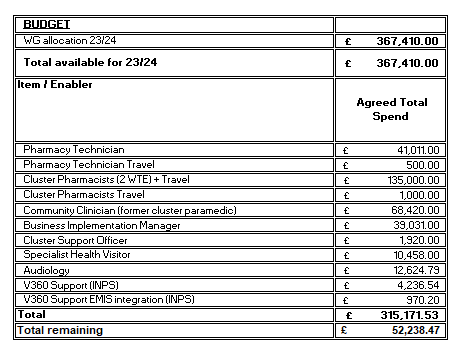 BUDGET
WG allocation 23/24 £ 367,410.00
Total available for 23/24 £ 367,410.00
Item / Enabler
Agreed Total
Spend
Pharmacy Technician £ 41,011.00
Pharmacy Technician Travel £ 500.00
Cluster Pharmacists (2 WTE) + Travel £ 135,000.00
Cluster Pharmacists Travel £ 1,000.00
Community Clinician (former cluster paramedic) £ 68,420.00
Business Implementation Manager £ 39,031.00
Cluster Support Officer £ 1,920.00
Specialist Health Visitor £ 10,458.00
Audiology £ 12,624.79
V360 Support (INPS) £ 4,236.54
V360 Support EMIS integration (INPS) £ 970.20
Total £ 315,171.53
Total remaining £ 52,238.47